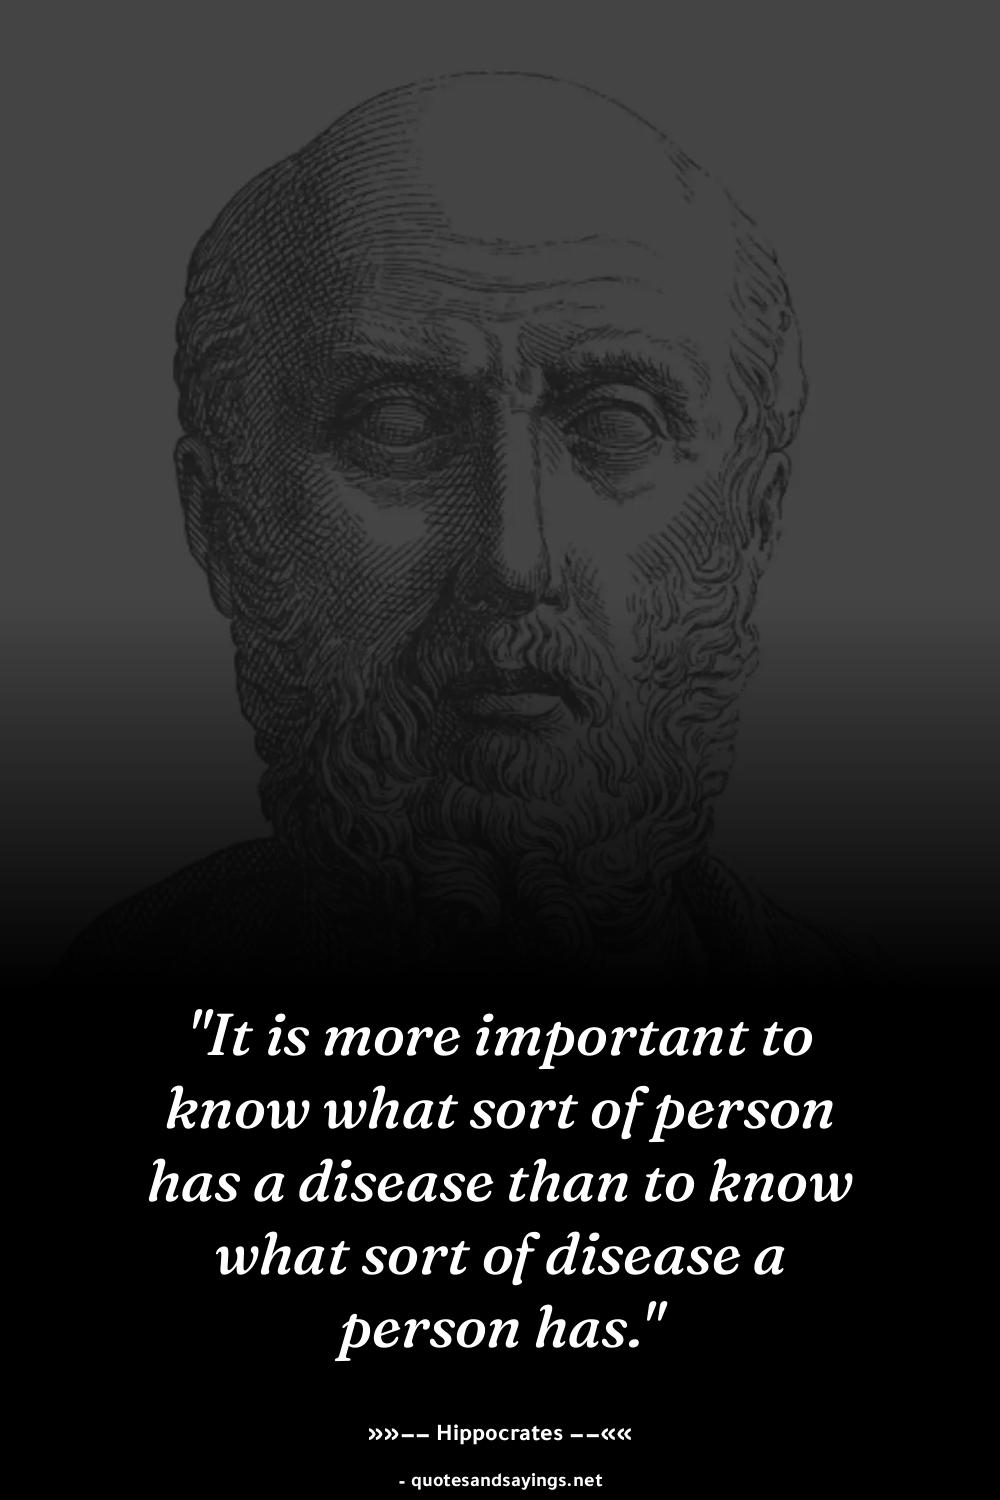 "It is more important to
know what sort of person
has a disease than to know
what sort of disease a
person has."
»»–– Hippocrates ––««
- quotesandsayings.net